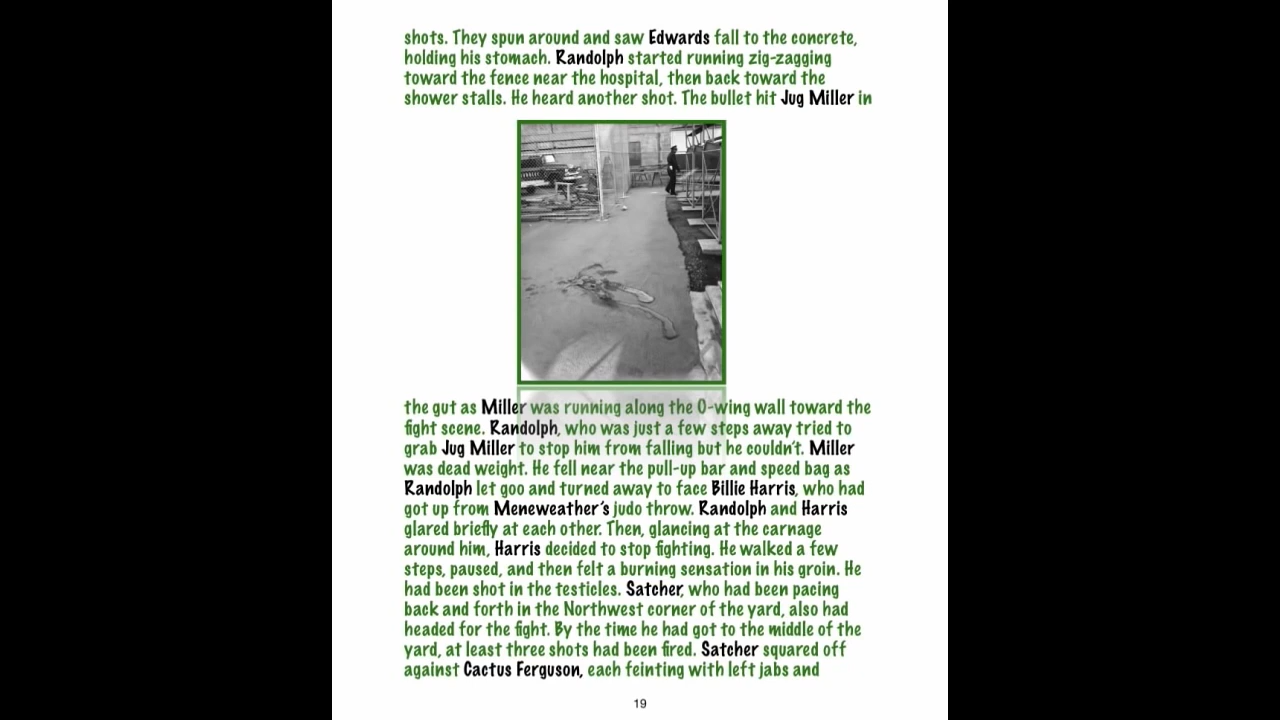 shots. They spun around and saw Edwards fall to the concrete,
holding his stomach. Randolph started running zig-zagging
toward the fence near the hospital, then back toward the
shower stalls. He heard another shot. The bullet hit Jug Miller in
the gut as Miller was running along the O-wing wall toward the
fight scene. Randolph, who was just a few steps away tried to
grab Jug Miller to stop him from falling but he couldn't. Miller
was dead weight. He fell near the pull-up bar and speed bag as
Randolph let goo and turned away to face Billie Harris, who had
got up from Meneweather's judo throw. Randolph and Harris
glared briefly at each other. Then, glancing at the carnage
around him, Harris decided to stop fighting. He walked a few
steps, paused, and then felt a burning sensation in his groin. He
had been shot in the testicles. Satcher, who had been pacing
back and forth in the Northwest corner of the yard, also had
headed for the fight. By the time he had got to the middle of the
yard, at least three shots had been fired. Satcher squared off
against Cactus Ferguson, each feinting with left jabs and
19